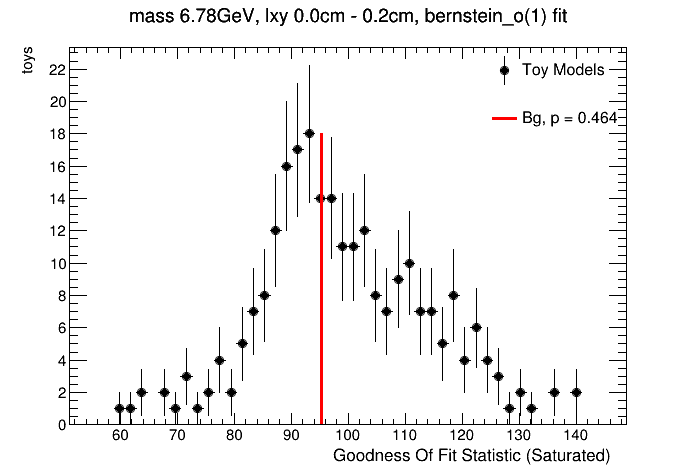 mass 6.78GeV, lxy 0.0cm - 0.2cm, bernstein_o(1) fit
toys
Toy Models
Bg, p = 0.464
22
20
18
16
14
12
10
8
6
4
2
0
60 70 80 90 100 110 120 130 140
Goodness Of Fit Statistic (Saturated)